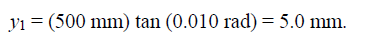 y₁ = (500 mm) tan (0.010 rad) = 5.0 mm.